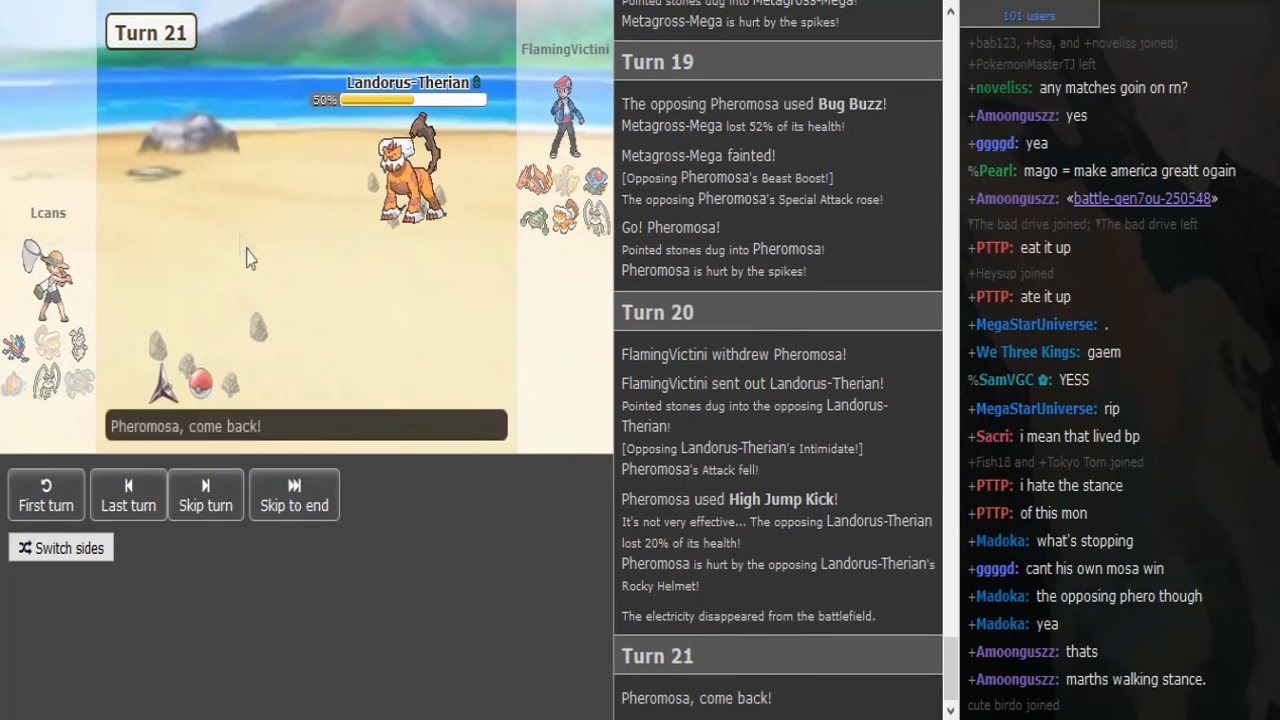 Turn 21
FlamingVictini
Landorus-Therian
50%
Lcans
Pheromosa, come back!
First turn
Last turn
Skip turn
Skip to end
Switch sides
Metagross-Mega is hurt by the spikes!
Turn 19
The opposing Pheromosa used Bug Buzz!
Metagross-Mega lost 52% of its health!
Metagross-Mega fainted!
[Opposing Pheromosa's Beast Boost!]
The opposing Pheromosa's Special Attack rose!
Go! Pheromosa!
Pointed stones dug into Pheromosa!
Pheromosa is hurt by the spikes!
Turn 20
FlamingVictini withdrew Pheromosa!
FlamingVictini sent out Landorus-Therian!
Pointed stones dug into the opposing Landorus-
Therian!
[Opposing Landorus-Therian's Intimidate!]
Pheromosa's Attack fell!
Pheromosa used High Jump Kick!
It's not very effective... The opposing Landorus-Therian
lost 20% of its health!
Pheromosa is hurt by the opposing Landorus-Therian's
Rocky Helmet!
The electricity disappeared from the battlefield.
Turn 21
Pheromosa, come back!
101 users
+bab123, +hsa, and +noveliss joined;
+PokemonMasterTJ left
+noveliss: any matches goin on rn?
+Amoonguszz: yes
+ggggd: yea
%Pearl: mago = make america greatt ogain
+Amoonguszz: «battle-gen7ou-250548»
‽The bad drive joined; ‽The bad drive left
+PTTP: eat it up
+Heysup joined
+PTTP: ate it up
+MegaStarUniverse: .
+We Three Kings: gaem
%SamVGC ✿: YESS
+MegaStarUniverse: rip
+Sacri: i mean that lived bp
+Fish18 and +Tokyo Tom joined
+PTTP: i hate the stance
+PTTP: of this mon
+Madoka: what's stopping
+ggggd: cant his own mosa win
+Madoka: the opposing phero though
+Madoka: yea
+Amoonguszz: thats
+Amoonguszz: marths walking stance.
cute birdo joined